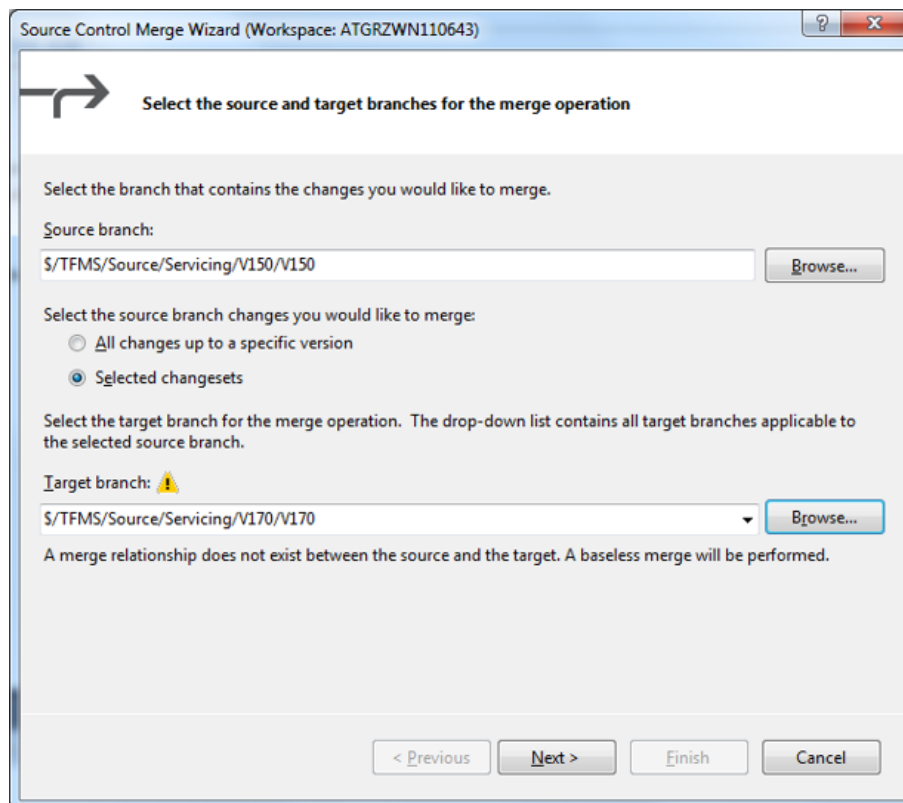 Source Control Merge Wizard (Workspace: ATGRZWN110643)
Select the source and target branches for the merge operation
Select the branch that contains the changes you would like to merge.
Source branch:
$/TFMS/Source/Servicing/V150/V150
Browse...
Select the source branch changes you would like to merge:
All changes up to a specific version
Selected changesets
Select the target branch for the merge operation. The drop-down list contains all target branches applicable to
the selected source branch.
Target branch:
$/TFMS/Source/Servicing/V170/V170
Browse...
A merge relationship does not exist between the source and the target. A baseless merge will be performed.
< Previous
Next >
Finish
Cancel